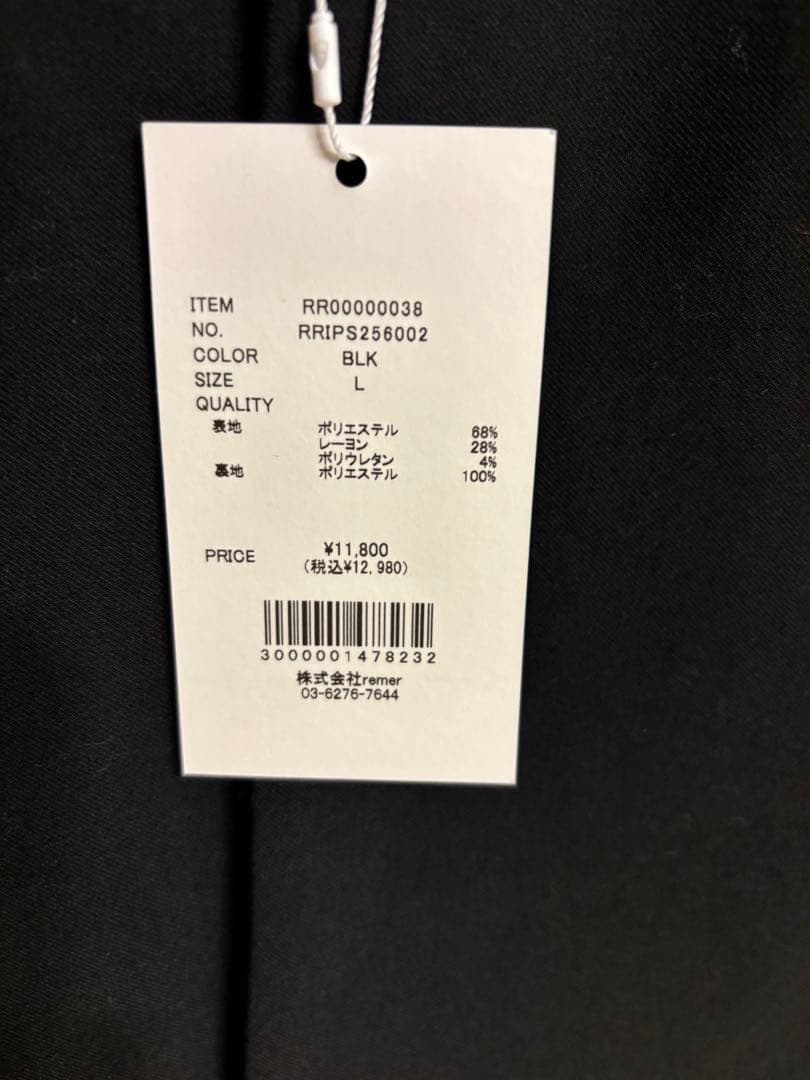 ITEM RR00000038
NO. RRIPS256002
COLOR BLK
SIZE L
QUALITY
表地 ポリエステル 68%
レーヨン 28%
ポリウレタン 4%
裏地 ポリエステル 100%
PRICE ¥11,800
(税込¥12,980)
3000001478232
株式会社remer
03-6276-7644